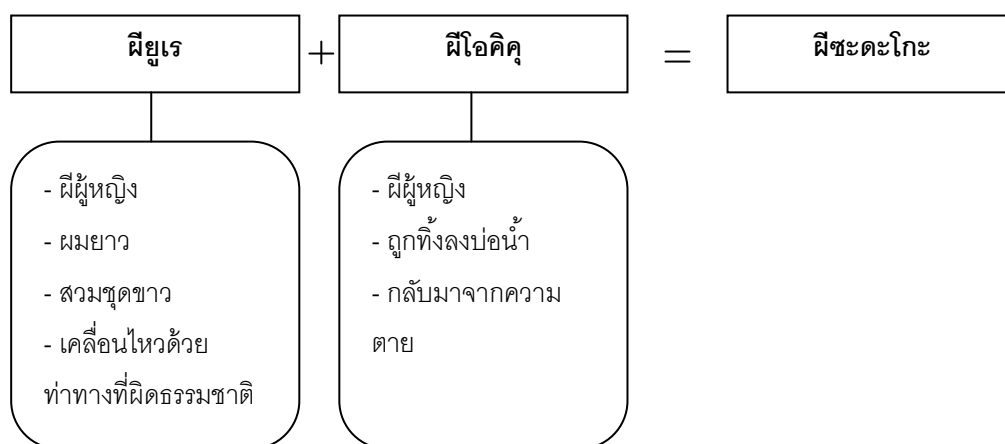 ผียูเร + ผีโอคิคุ = ผีซะดะโกะ
- ผีผู้หญิง
- ผมยาว
- สวมชุดขาว
- เคลื่อนไหวด้วย
ท่าทางที่ผิดธรรมชาติ
- ผีผู้หญิง
- ถูกทิ้งลงบ่อน้ำ
- กลับมาจากความ
ตาย